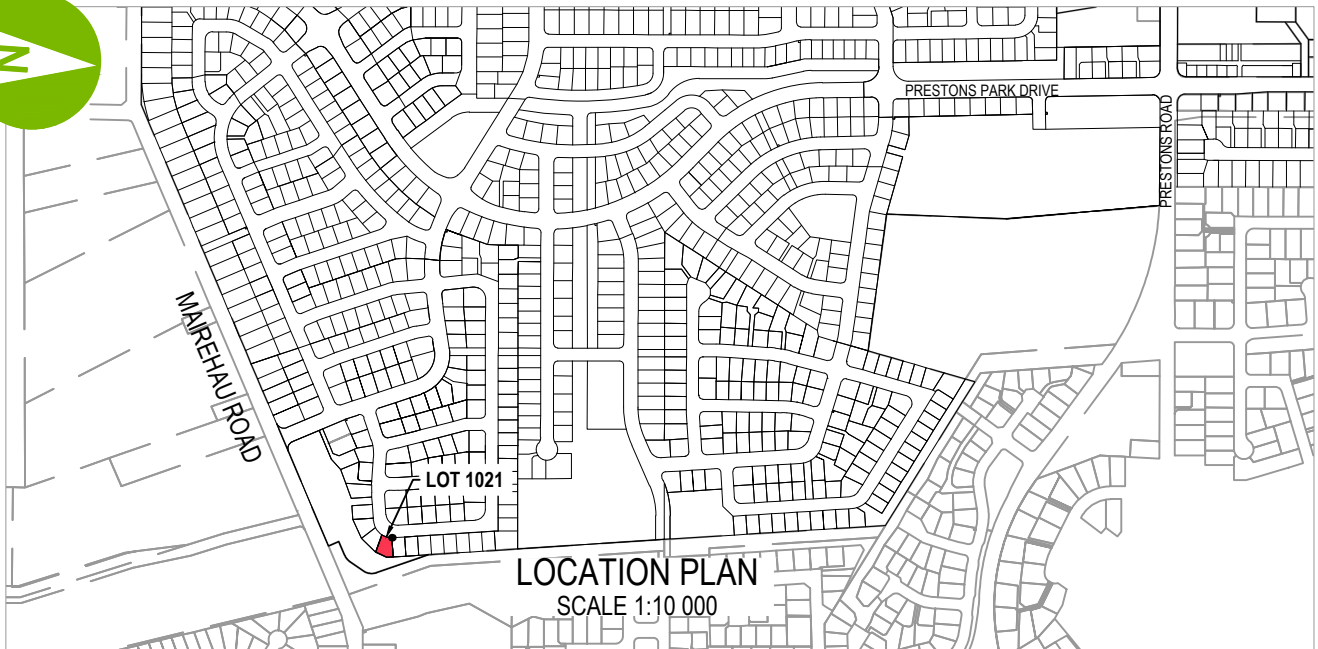 N
PRESTONS PARK DRIVE
PRESTONS ROAD
MAIREHAU ROAD
LOT 1021
LOCATION PLAN
SCALE 1:10 000